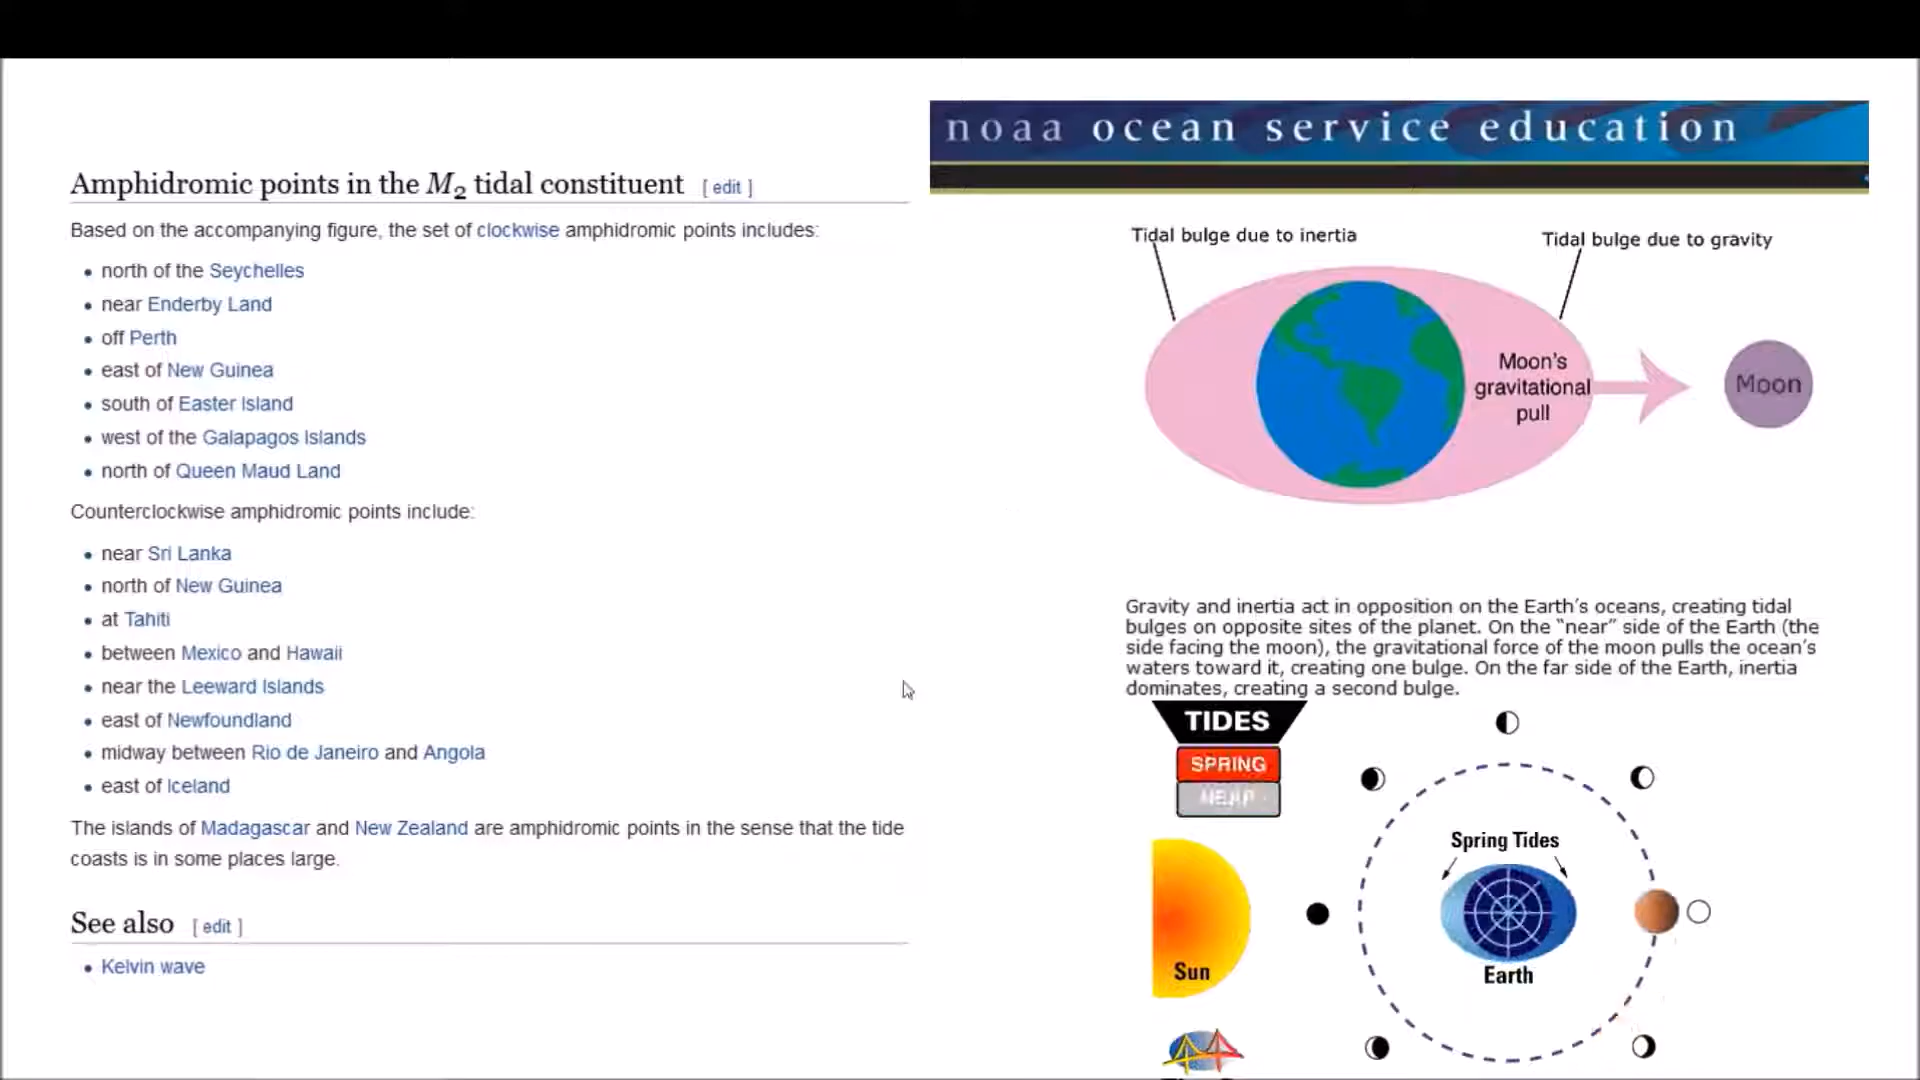 Amphidromic points in the M2 tidal constituent [ edit ]
Based on the accompanying figure, the set of clockwise amphidromic points includes:
north of the Seychelles
near Enderby Land
off Perth
east of New Guinea
south of Easter Island
west of the Galapagos Islands
north of Queen Maud Land
Counterclockwise amphidromic points include:
near Sri Lanka
north of New Guinea
at Tahiti
between Mexico and Hawaii
near the Leeward Islands
east of Newfoundland
midway between Rio de Janeiro and Angola
east of Iceland
The islands of Madagascar and New Zealand are amphidromic points in the sense that the tide
coasts is in some places large.
See also [ edit ]
Kelvin wave
noaa ocean service education
Tidal bulge due to inertia
Tidal bulge due to gravity
Moon's
gravitational
pull
Moon
Gravity and inertia act in opposition on the Earth's oceans, creating tidal
bulges on opposite sites of the planet. On the "near" side of the Earth (the
side facing the moon), the gravitational force of the moon pulls the ocean's
waters toward it, creating one bulge. On the far side of the Earth, inertia
dominates, creating a second bulge.
TIDES
SPRING
NEAP
Spring Tides
Sun
Earth